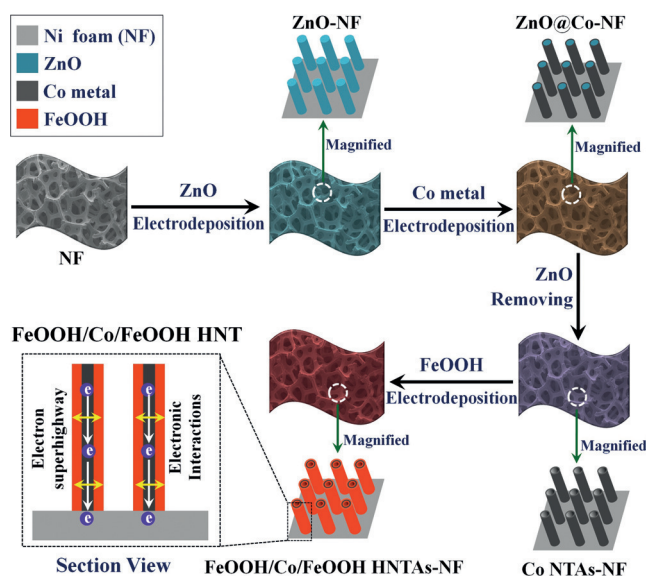 Ni foam (NF)
ZnO
Co metal
FeOOH
ZnO-NF
ZnO@Co-NF
Magnified
Magnified
ZnO
Electrodeposition
Co metal
Electrodeposition
NF
ZnO
Removing
FeOOH/Co/FeOOH HNT
FeOOH
Electrodeposition
Electron
superhighway
e
e
e
e
e
e
Electronic
Interactions
Magnified
Magnified
Section View
FeOOH/Co/FeOOH HNTAs-NF
Co NTAs-NF